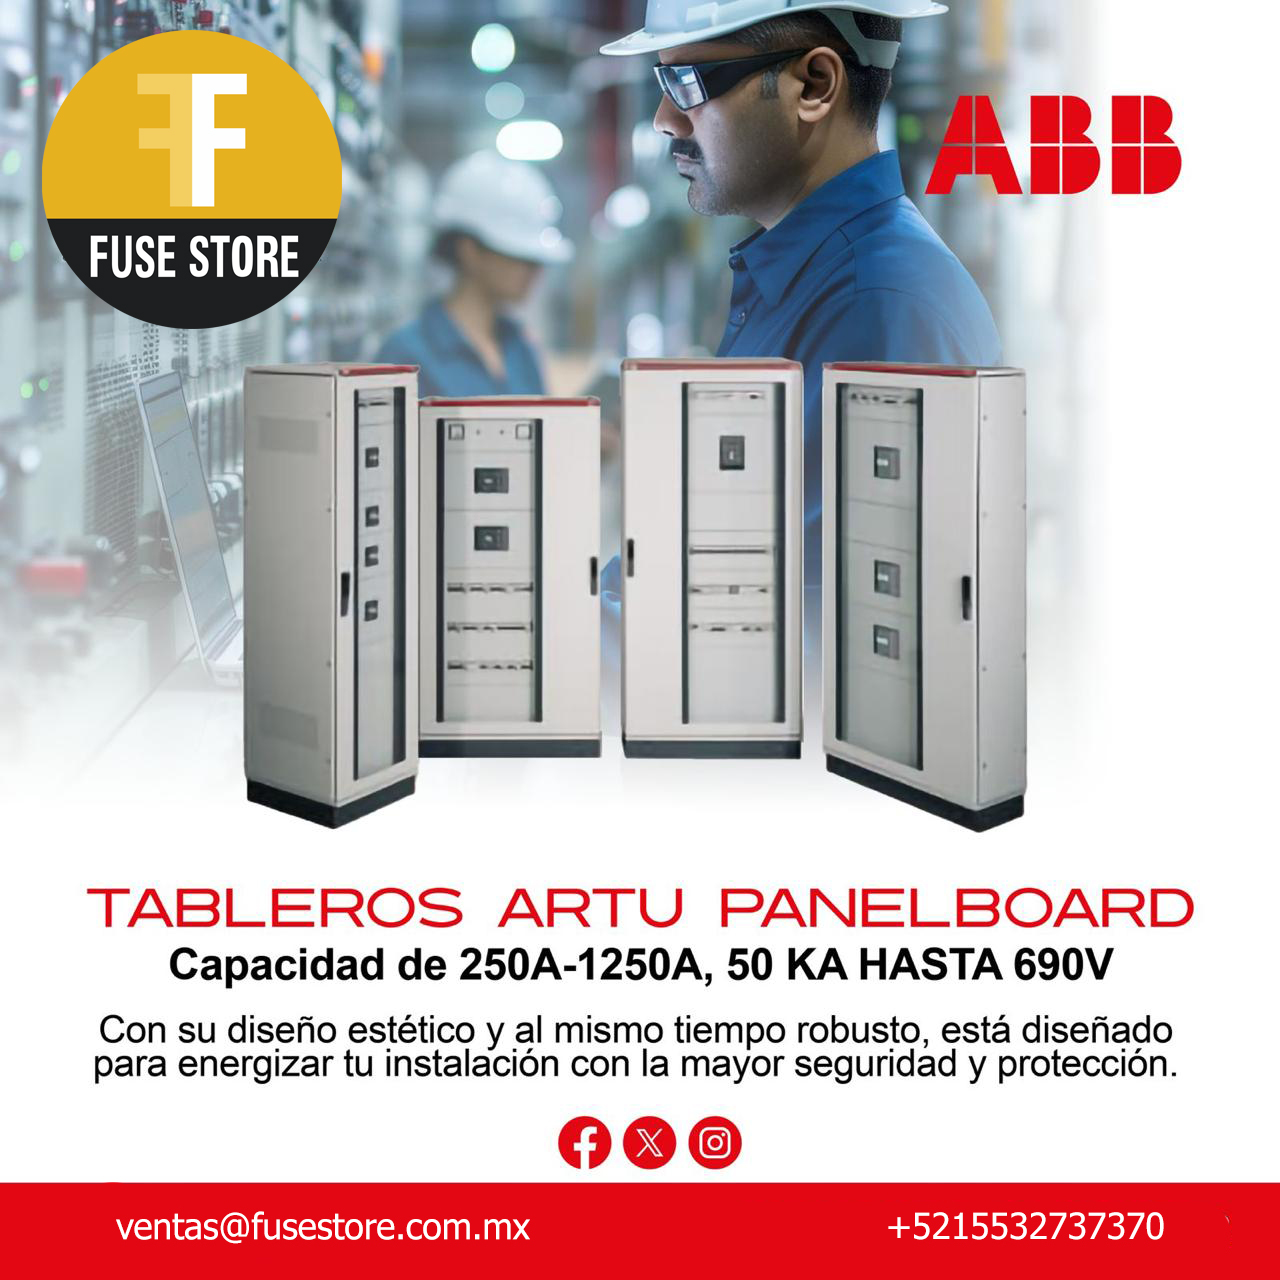 FF
FUSE STORE
ABB
TABLEROS ARTU PANELBOARD
Capacidad de 250A-1250A, 50 KA HASTA 690V
Con su diseño estético y al mismo tiempo robusto, está diseñado
para energizar tu instalación con la mayor seguridad y protección.
ventas@fusestore.com.mx
+5215532737370